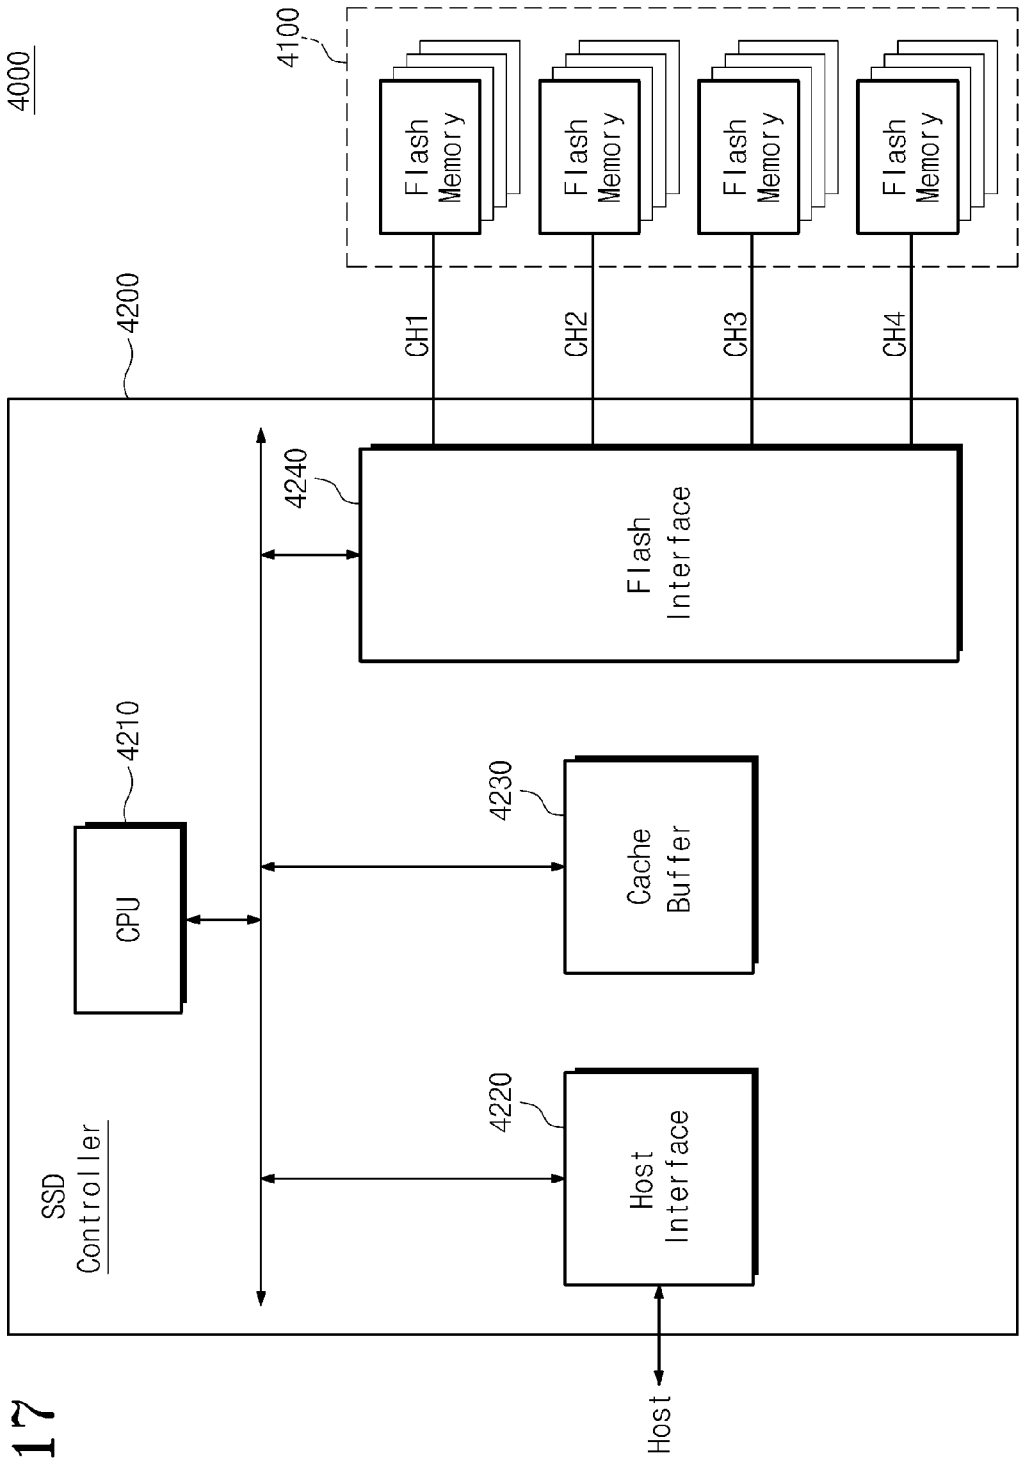 17
4000
SSD
Controller
4200
CPU
4210
Host
Host
Interface
4220
Cache
Buffer
4230
Flash
Interface
4240
CH1
CH2
CH3
CH4
4100
Flash
Memory
Flash
Memory
Flash
Memory
Flash
Memory